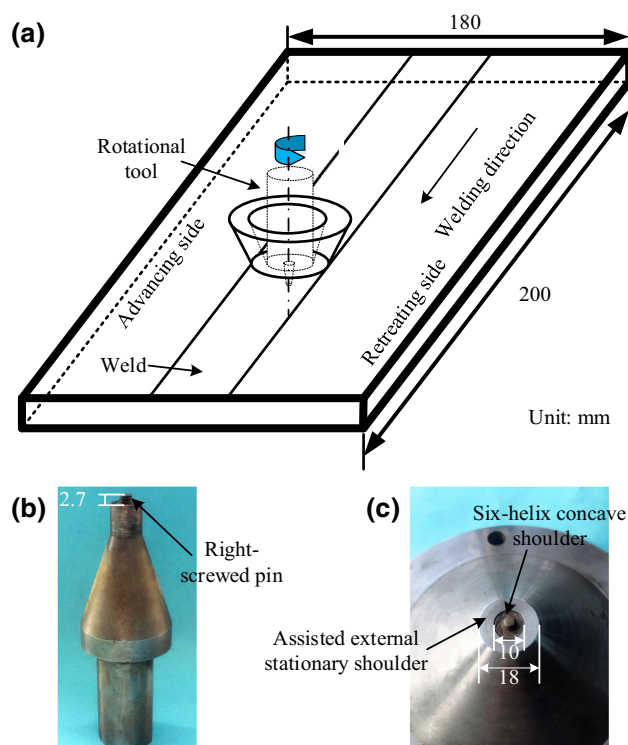 (a)
180
Rotational
tool
Welding direction
Advancing side
Retreating side
200
Weld
Unit: mm
(b)
2.7
Right-
screwed pin
(c)
Six-helix concave
shoulder
Assisted external
stationary shoulder
10
18